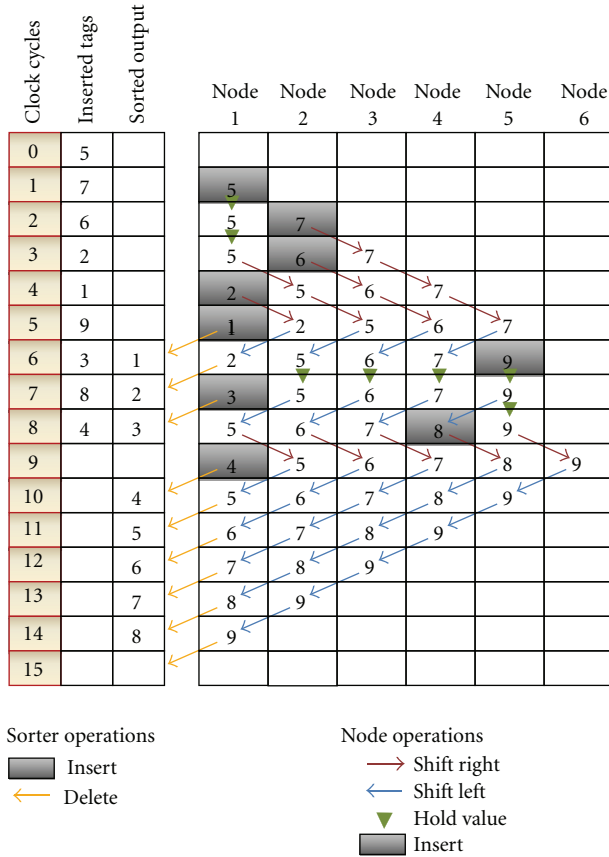 Clock cycles Inserted tags Sorted output
Node Node Node Node Node Node
1 2 3 4 5 6
0 5
1 7 5
2 6 5 7
3 2 5 6 7
4 1 2 5 6 7
5 9 1 2 5 6 7
6 3 1 2 5 6 7 9
7 8 2 3 5 6 7 9
8 4 3 5 6 7 8 9
9 4 5 6 7 8 9
10 4 5 6 7 8 9
11 5 6 7 8 9
12 6 7 8 9
13 7 8 9
14 8 9
15
Sorter operations
Insert
Delete
Node operations
Shift right
Shift left
Hold value
Insert